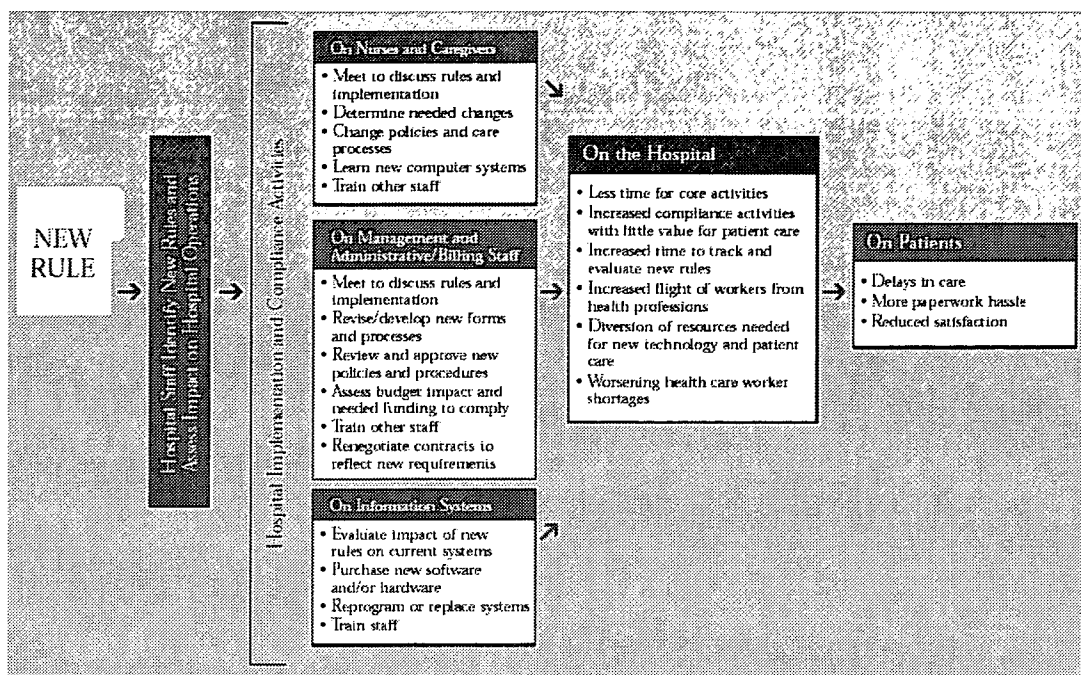 NEW
RULE
Hospital Staff Identify New Rules and
Assess Impact on Hospital Operations
Hospital Implementation and Compliance Activities
On Nurses and Caregivers
• Meet to discuss rules and
implementation
• Determine needed changes
• Change policies and care
processes
• Learn new computer systems
• Train other staff
On Management and
Administrative/Billing Staff
• Meet to discuss rules and
implementation
• Revise/develop new forms
and processes
• Review and approve new
policies and procedures
• Assess budget impact and
needed funding to comply
• Train other staff
• Renegotiate contracts to
reflect new requirements
On Information Systems
• Evaluate impact of new
rules on current systems
• Purchase new software
and/or hardware
• Reprogram or replace systems
• Train staff
On the Hospital
• Less time for core activities
• Increased compliance activities
with little value for patient care
• Increased time to track and
evaluate new rules
• Increased flight of workers from
health professions
• Diversion of resources needed
for new technology and patient
care
• Worsening health care worker
shortages
On Patients
• Delays in care
• More paperwork hassle
• Reduced satisfaction